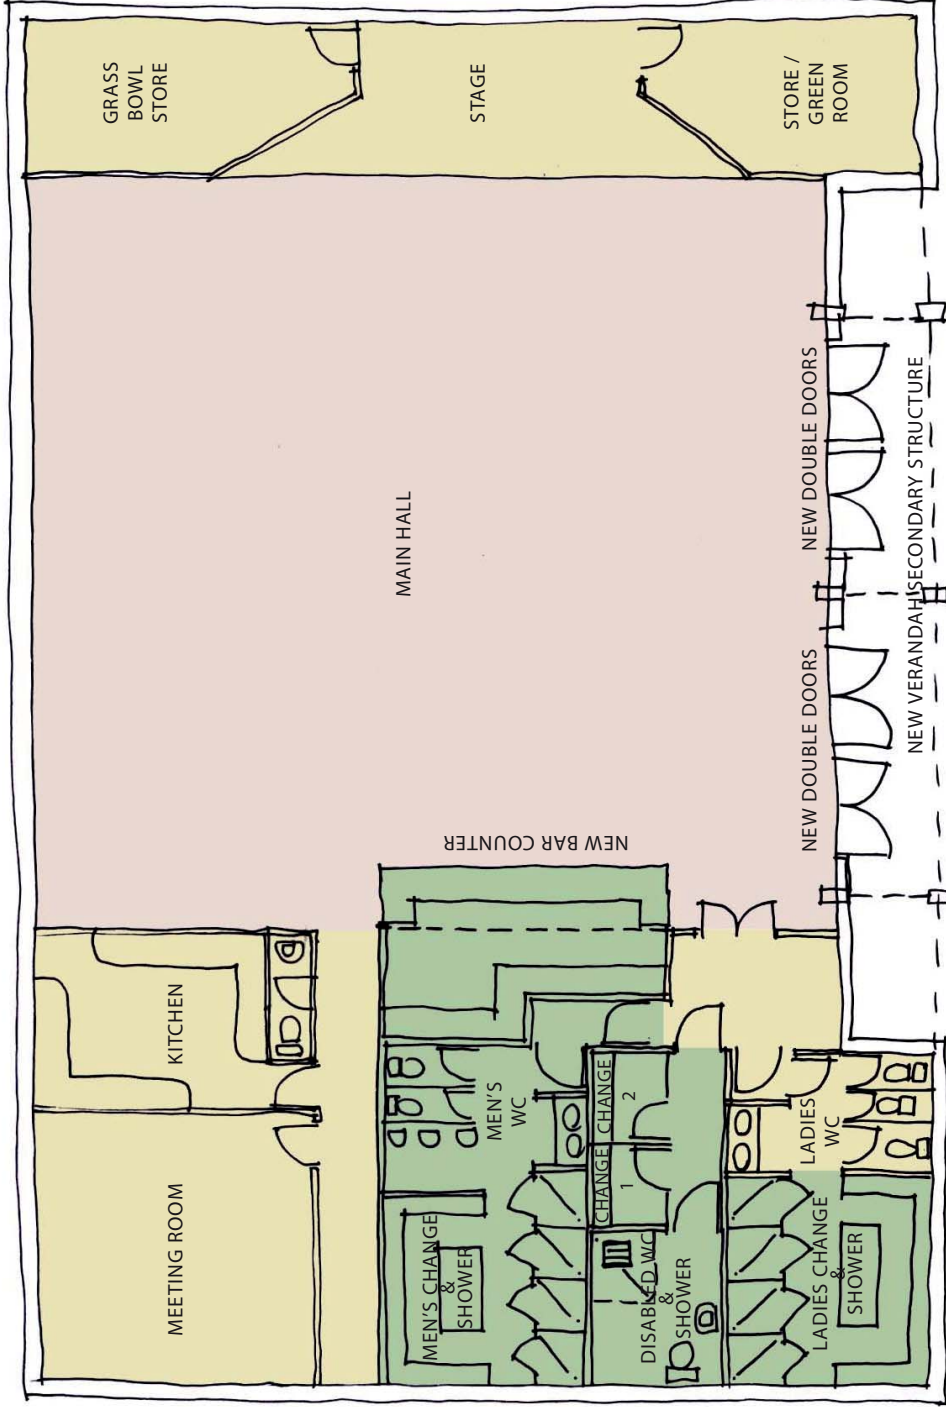 GRASS
BOWL
STORE
STAGE
STORE /
GREEN
ROOM
MAIN HALL
NEW DOUBLE DOORS
NEW DOUBLE DOORS
NEW VERANDAH SECONDARY STRUCTURE
NEW BAR COUNTER
KITCHEN
MEETING ROOM
MEN'S
WC
CHANGE
2
CHANGE
1
LADIES
WC
MEN'S CHANGE
&
SHOWER
DISABLED WC
&
SHOWER
LADIES CHANGE
&
SHOWER